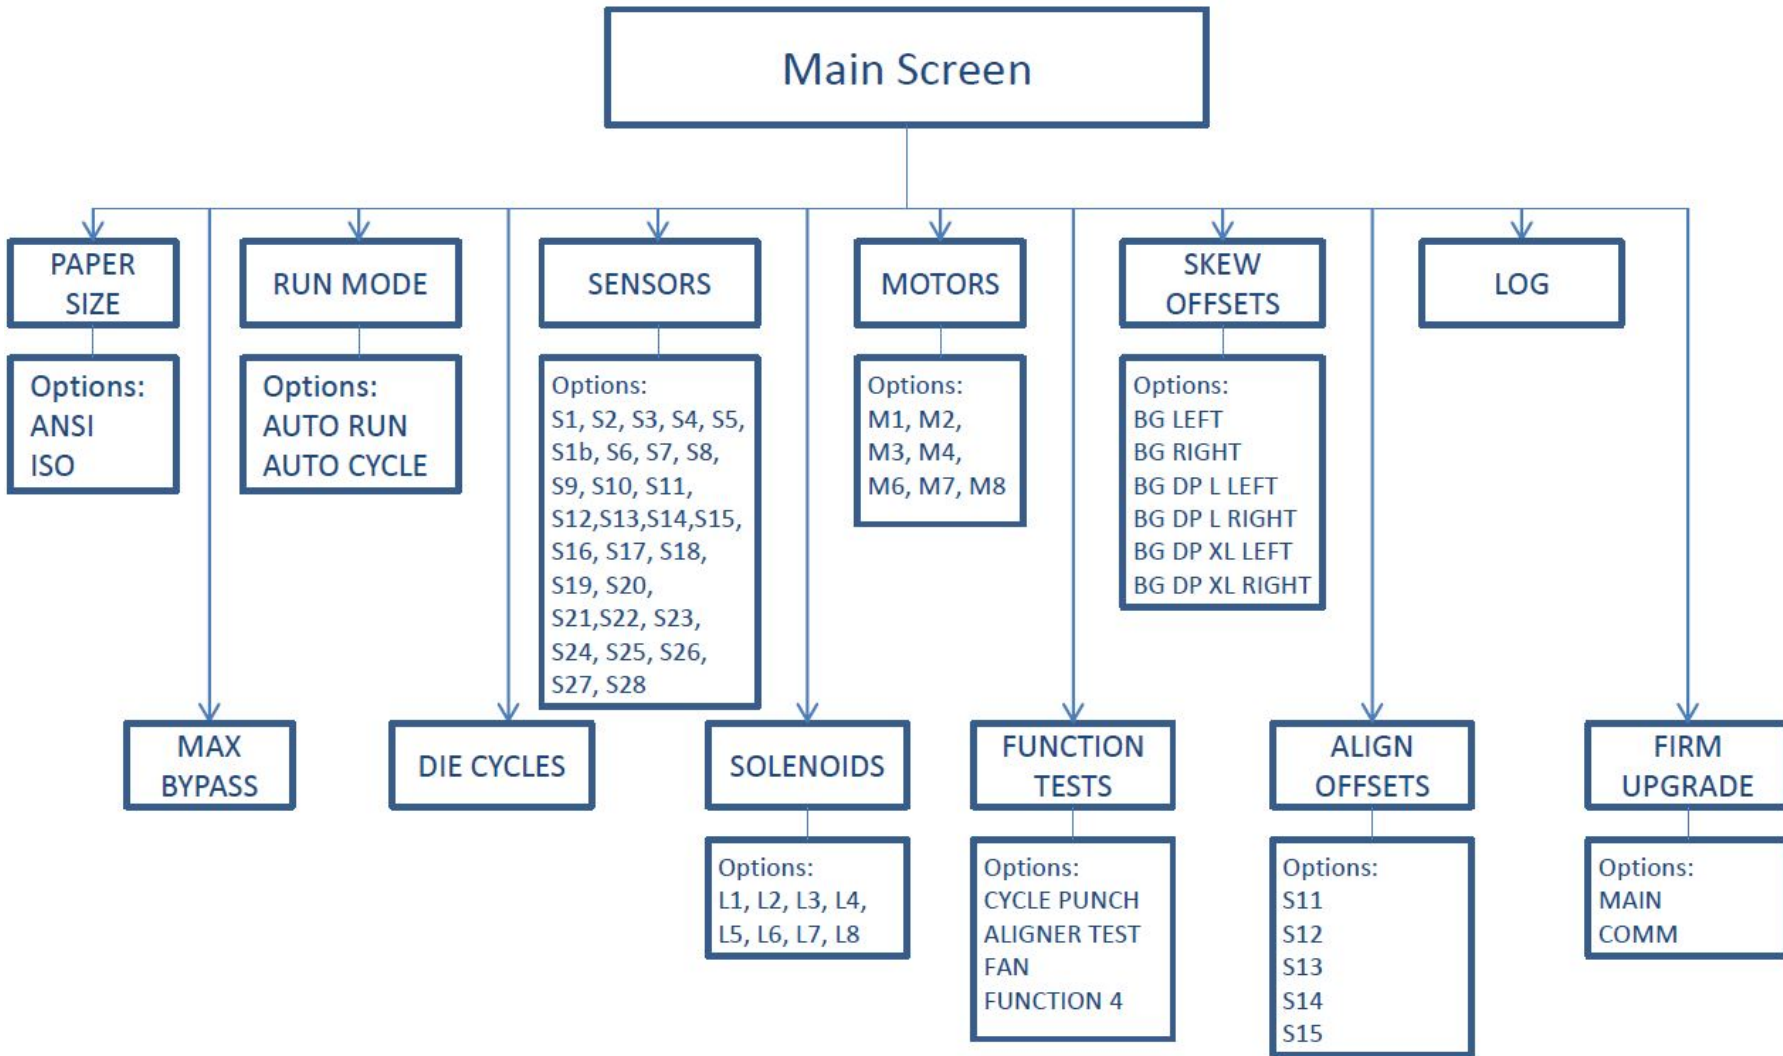 Main Screen
PAPER
SIZE
RUN MODE
SENSORS
MOTORS
SKEW
OFFSETS
LOG
Options:
ANSI
ISO
Options:
AUTO RUN
AUTO CYCLE
Options:
S1, S2, S3, S4, S5,
S1b, S6, S7, S8,
S9, S10, S11,
S12,S13,S14,S15,
S16, S17, S18,
S19, S20,
S21,S22, S23,
S24, S25, S26,
S27, S28
Options:
M1, M2,
M3, M4,
M6, M7, M8
Options:
BG LEFT
BG RIGHT
BG DP L LEFT
BG DP L RIGHT
BG DP XL LEFT
BG DP XL RIGHT
MAX
BYPASS
DIE CYCLES
SOLENOIDS
FUNCTION
TESTS
ALIGN
OFFSETS
FIRM
UPGRADE
Options:
L1, L2, L3, L4,
L5, L6, L7, L8
Options:
CYCLE PUNCH
ALIGNER TEST
FAN
FUNCTION 4
Options:
S11
S12
S13
S14
S15
Options:
MAIN
COMM